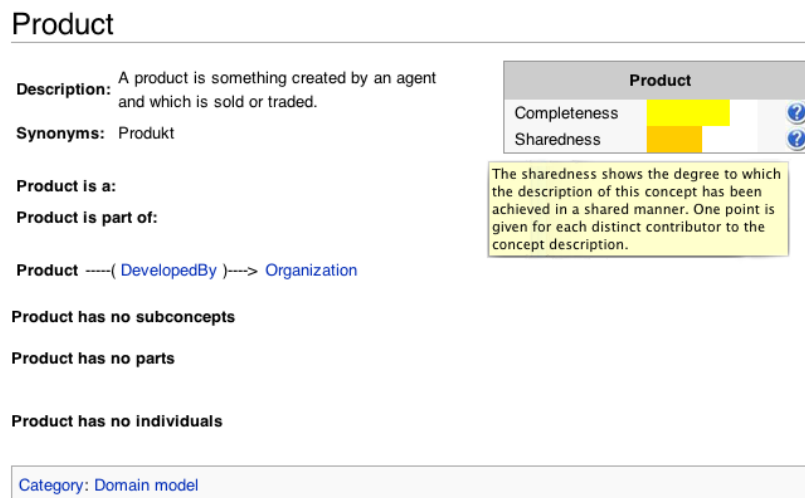 Product
Description: A product is something created by an agent
and which is sold or traded.
Synonyms: Produkt
Product is a:
Product is part of:
Product -----( DevelopedBy )----> Organization
Product has no subconcepts
Product has no parts
Product has no individuals
Category: Domain model
Product
Completeness ?
Sharedness ?
The sharedness shows the degree to which
the description of this concept has been
achieved in a shared manner. One point is
given for each distinct contributor to the
concept description.